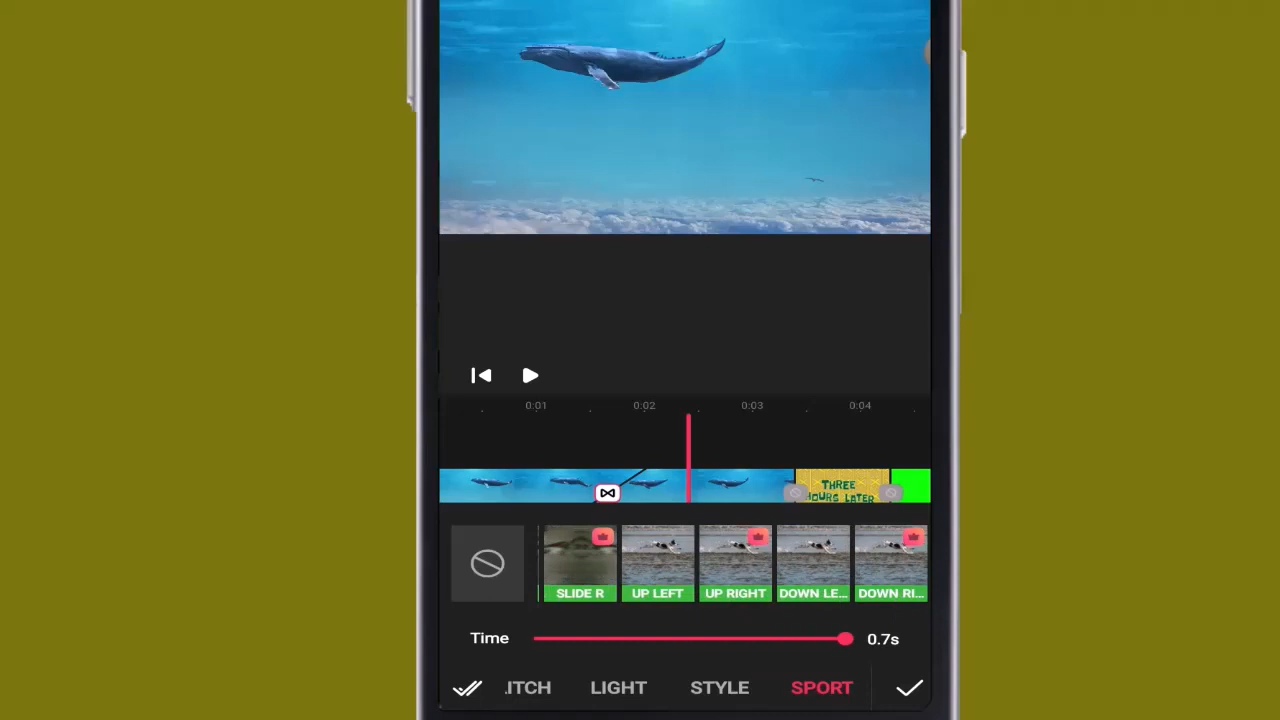 0:01 0:02 0:03 0:04
THREE
HOURS LATER
SLIDE R UP LEFT UP RIGHT DOWN LE... DOWN RI...
Time 0.7s
.ITCH LIGHT STYLE SPORT